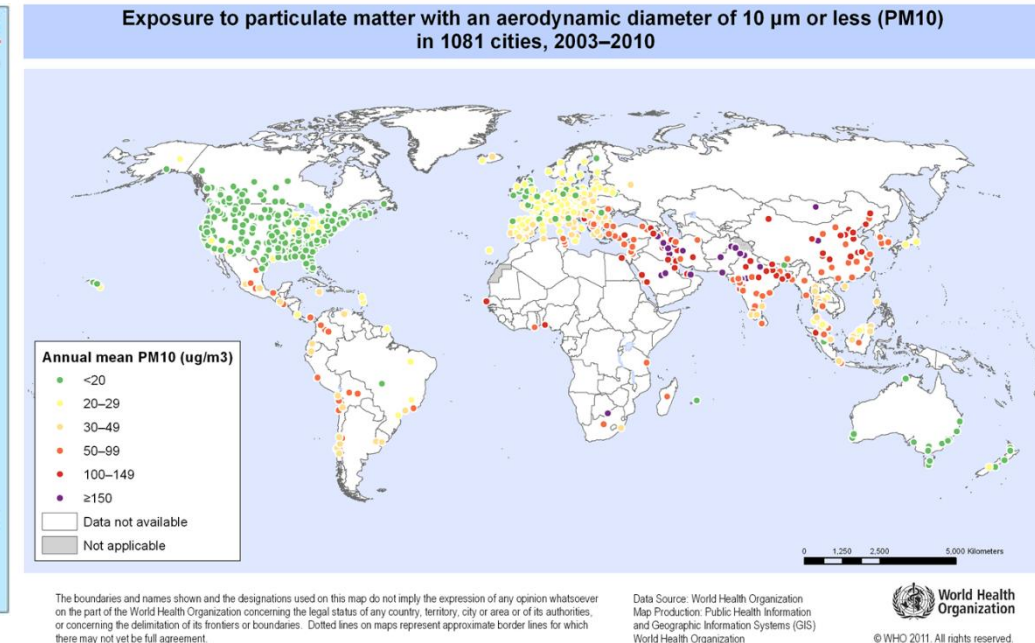 Exposure to particulate matter with an aerodynamic diameter of 10 µm or less (PM10)
in 1081 cities, 2003–2010
Annual mean PM10 (ug/m3)
<20
20–29
30–49
50–99
100–149
≥150
Data not available
Not applicable
0 1,250 2,500 5,000 Kilometers
The boundaries and names shown and the designations used on this map do not imply the expression of any opinion whatsoever
on the part of the World Health Organization concerning the legal status of any country, territory, city or area or of its authorities,
or concerning the delimitation of its frontiers or boundaries. Dotted lines on maps represent approximate border lines for which
there may not yet be full agreement.
Data Source: World Health Organization
Map Production: Public Health Information
and Geographic Information Systems (GIS)
World Health Organization
World Health
Organization
© WHO 2011. All rights reserved.